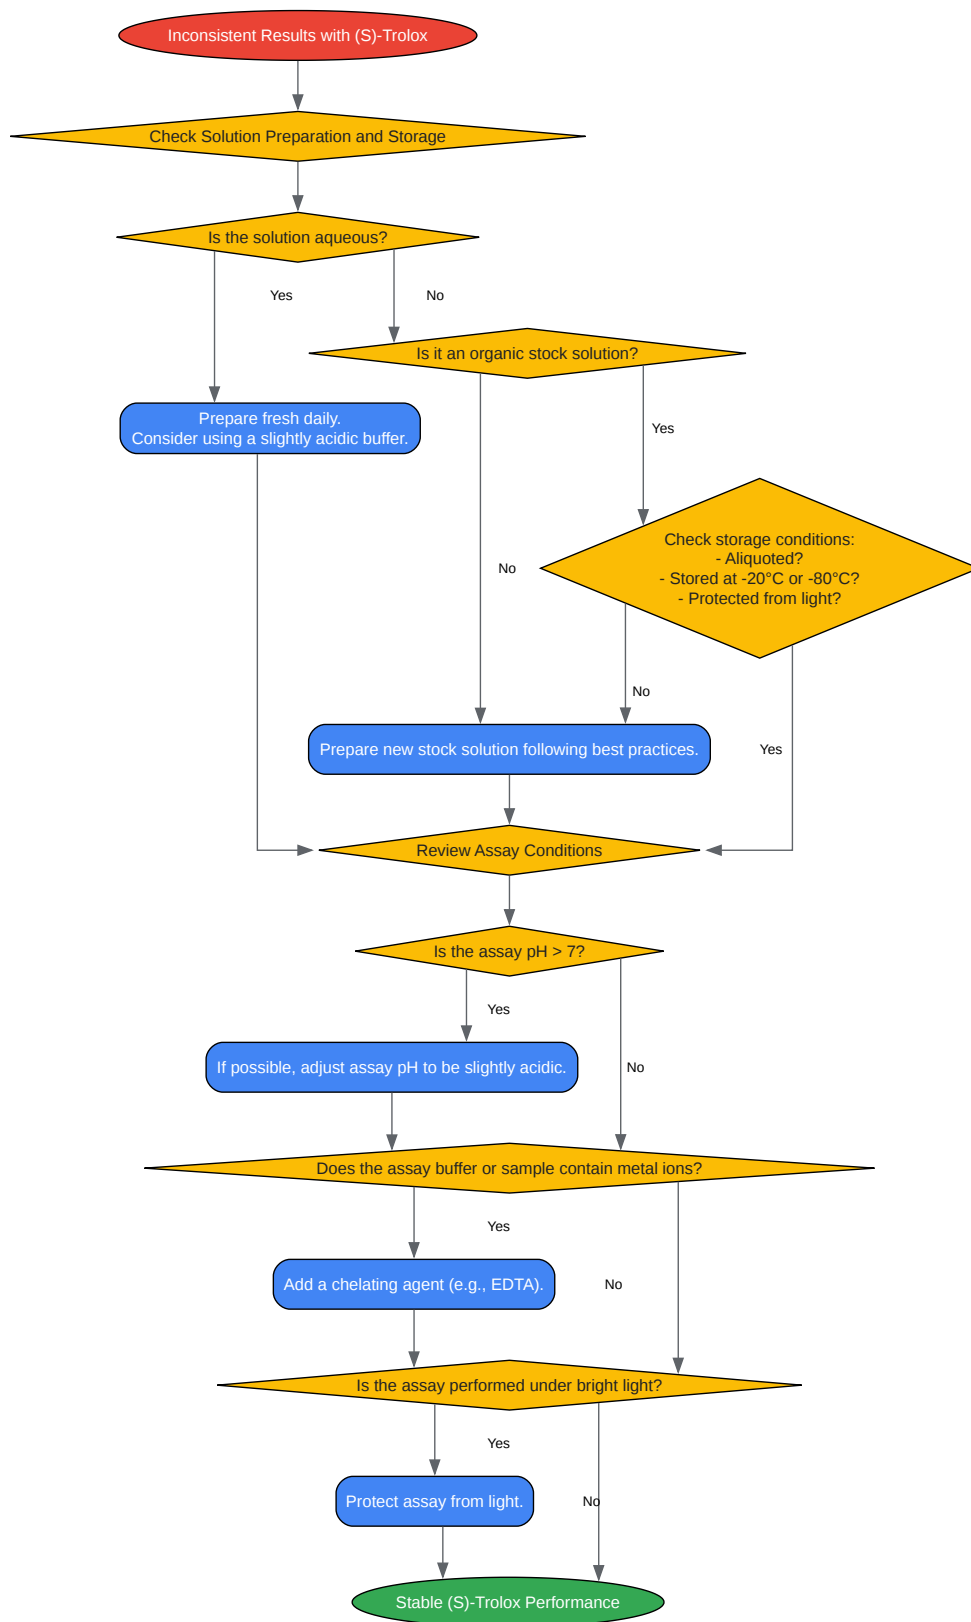 Inconsistent Results with (S)-Trolox
Check Solution Preparation and Storage
Is the solution aqueous?
Yes
No
Is it an organic stock solution?
Prepare fresh daily.
Consider using a slightly acidic buffer.
Yes
Check storage conditions:
- Aliquoted?
- Stored at -20°C or -80°C?
- Protected from light?
No
No
Prepare new stock solution following best practices.
Yes
Review Assay Conditions
Is the assay pH > 7?
Yes
If possible, adjust assay pH to be slightly acidic.
No
Does the assay buffer or sample contain metal ions?
Yes
Add a chelating agent (e.g., EDTA).
No
Is the assay performed under bright light?
Yes
Protect assay from light.
No
Stable (S)-Trolox Performance